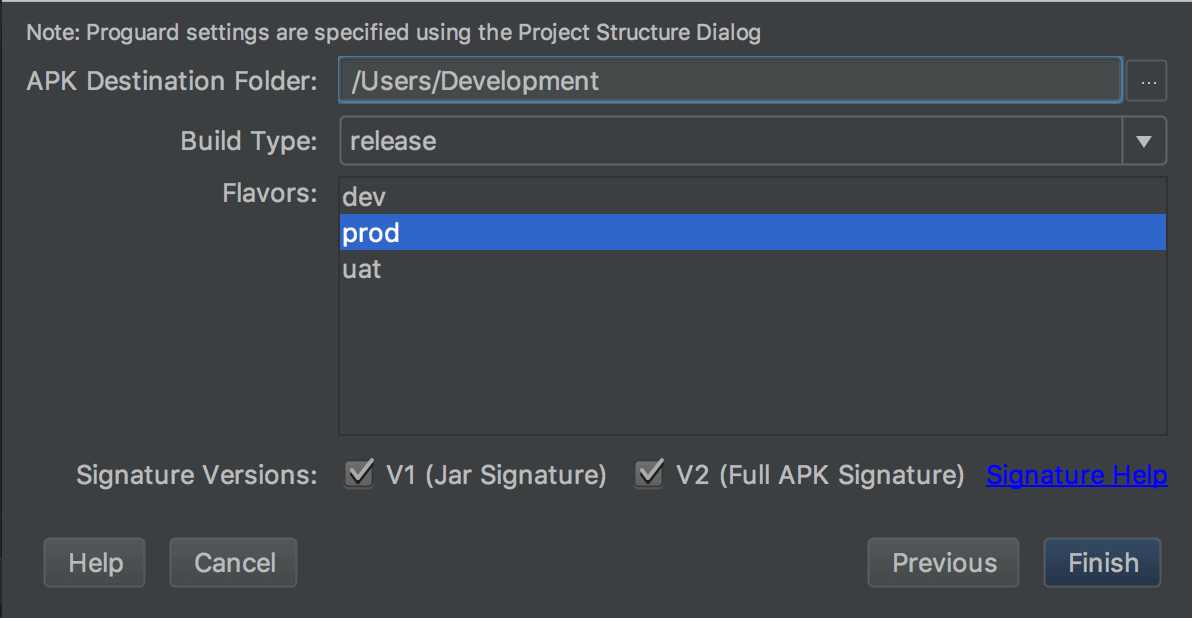 Note: Proguard settings are specified using the Project Structure Dialog
APK Destination Folder: /Users/Development ...
Build Type: release
Flavors: dev
prod
uat
Signature Versions: V1 (Jar Signature) V2 (Full APK Signature) Signature Help
Help Cancel Previous Finish